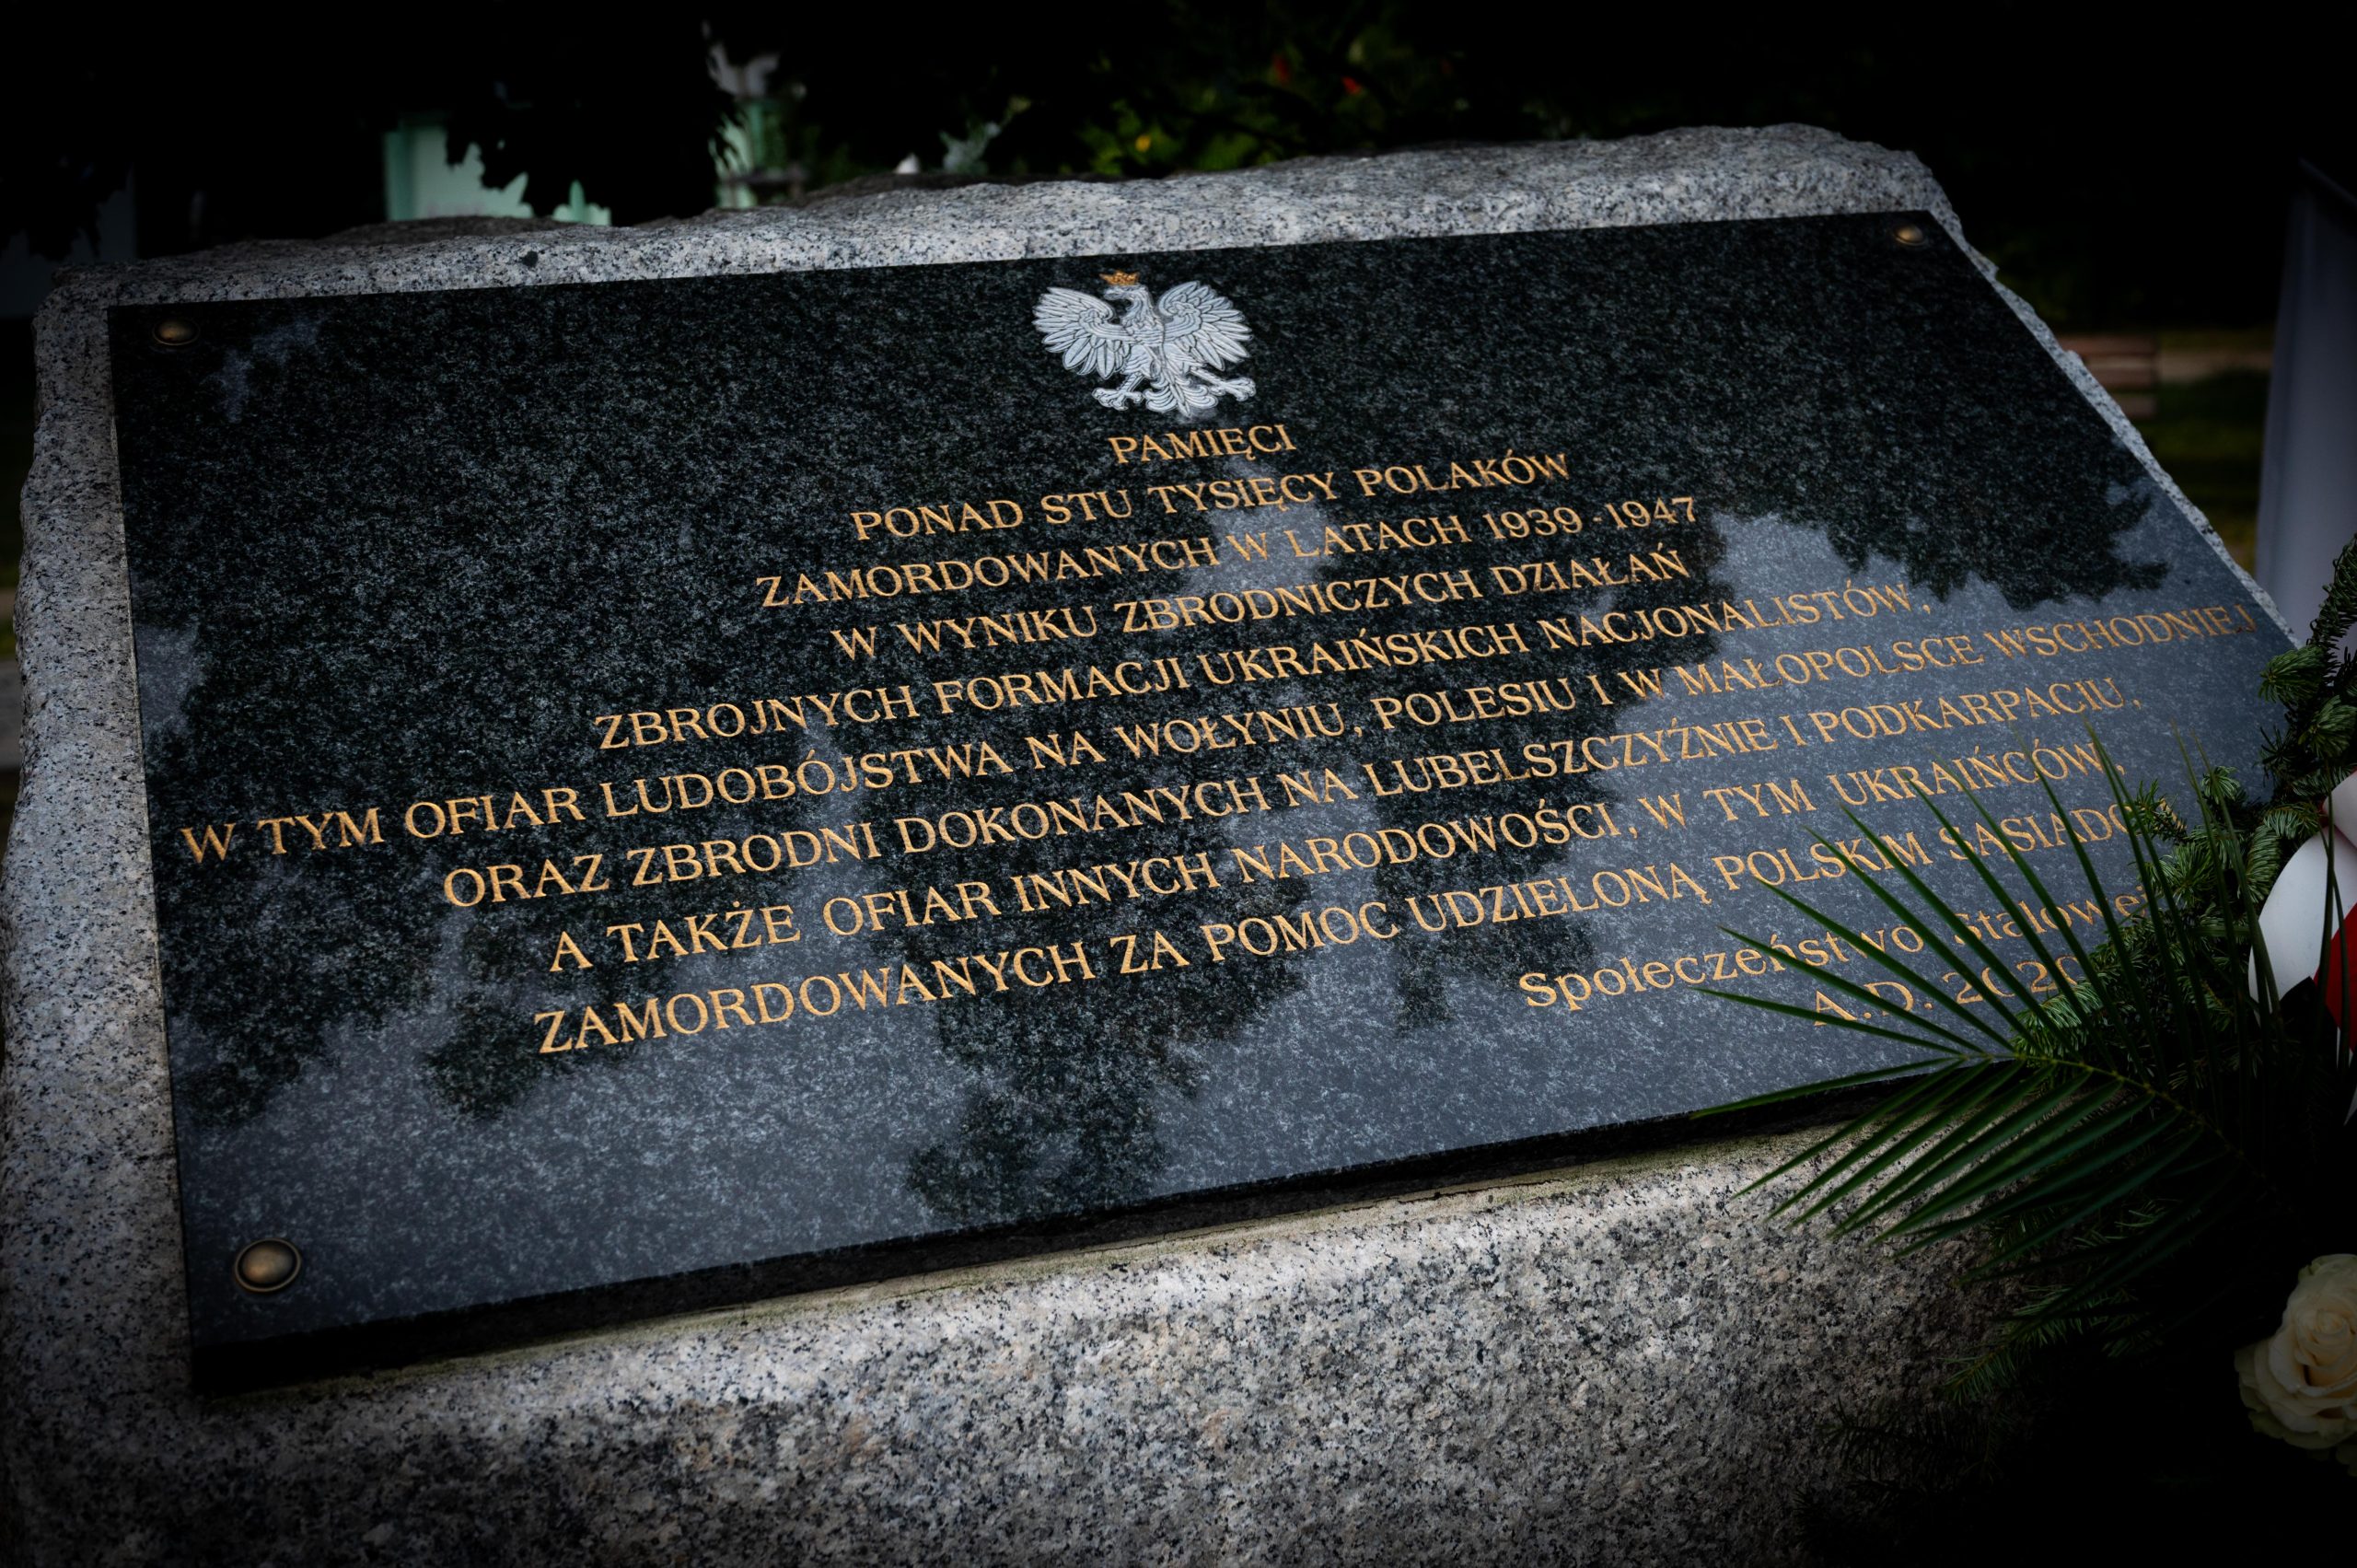 PAMIĘCI
PONAD STU TYSIĘCY POLAKÓW
ZAMORDOWANYCH W LATACH 1939-1947
W WYNIKU ZBRODNICZYCH DZIAŁAŃ
ZBROJNYCH FORMACJI UKRAIŃSKICH NACJONALISTÓW,
W TYM OFIAR LUDOBÓJSTWA NA WOŁYNIU, POLESIU I W MAŁOPOLSCE WSCHODNIEJ
ORAZ ZBRODNI DOKONANYCH NA LUBELSZCZYŹNIE I PODKARPACIU,
A TAKŻE OFIAR INNYCH NARODOWOŚCI, W TYM UKRAIŃCÓW,
ZAMORDOWANYCH ZA POMOC UDZIELONĄ POLSKIM
Społeczeństwo Stalowej
A.D. 2020